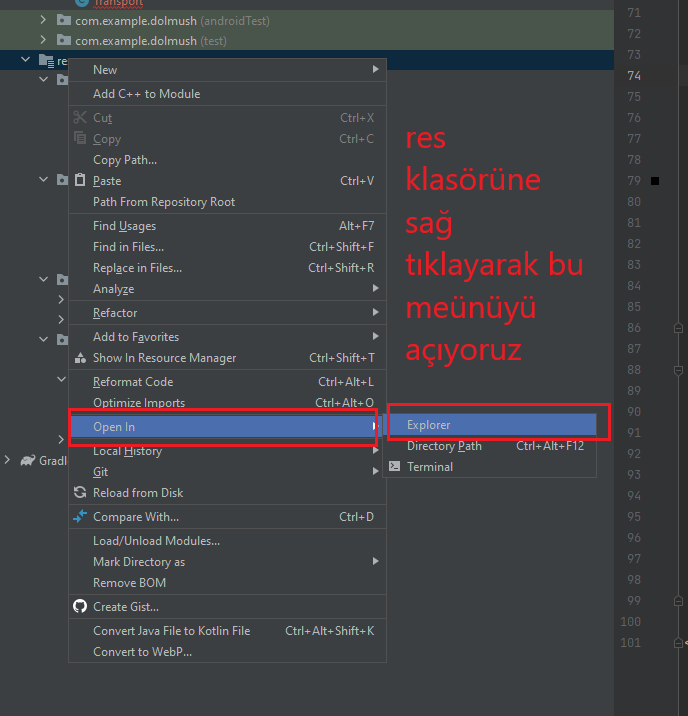 Transport
com.example.dolmush (androidTest)
com.example.dolmush (test)
re
New
Add C++ to Module
Cut Ctrl+X
Copy Ctrl+C
Copy Path...
Paste Ctrl+V
Path From Repository Root
Find Usages Alt+F7
Find in Files... Ctrl+Shift+F
Replace in Files... Ctrl+Shift+R
Analyze
Refactor
Add to Favorites
Show In Resource Manager Ctrl+Shift+T
Reformat Code Ctrl+Alt+L
Optimize Imports Ctrl+Alt+O
Open In
Local History
Git
Reload from Disk
Compare With... Ctrl+D
Load/Unload Modules...
Mark Directory as
Remove BOM
Create Gist...
Convert Java File to Kotlin File Ctrl+Alt+Shift+K
Convert to WebP...
Gradl
Explorer
Directory Path Ctrl+Alt+F12
Terminal
res
klasörüne
sağ
tıklayarak bu
meünüyü
açıyoruz
71
72
73
74
75
76
77
78
79
80
81
82
83
84
85
86
87
88
89
90
91
92
93
94
95
96
97
98
99
100
101